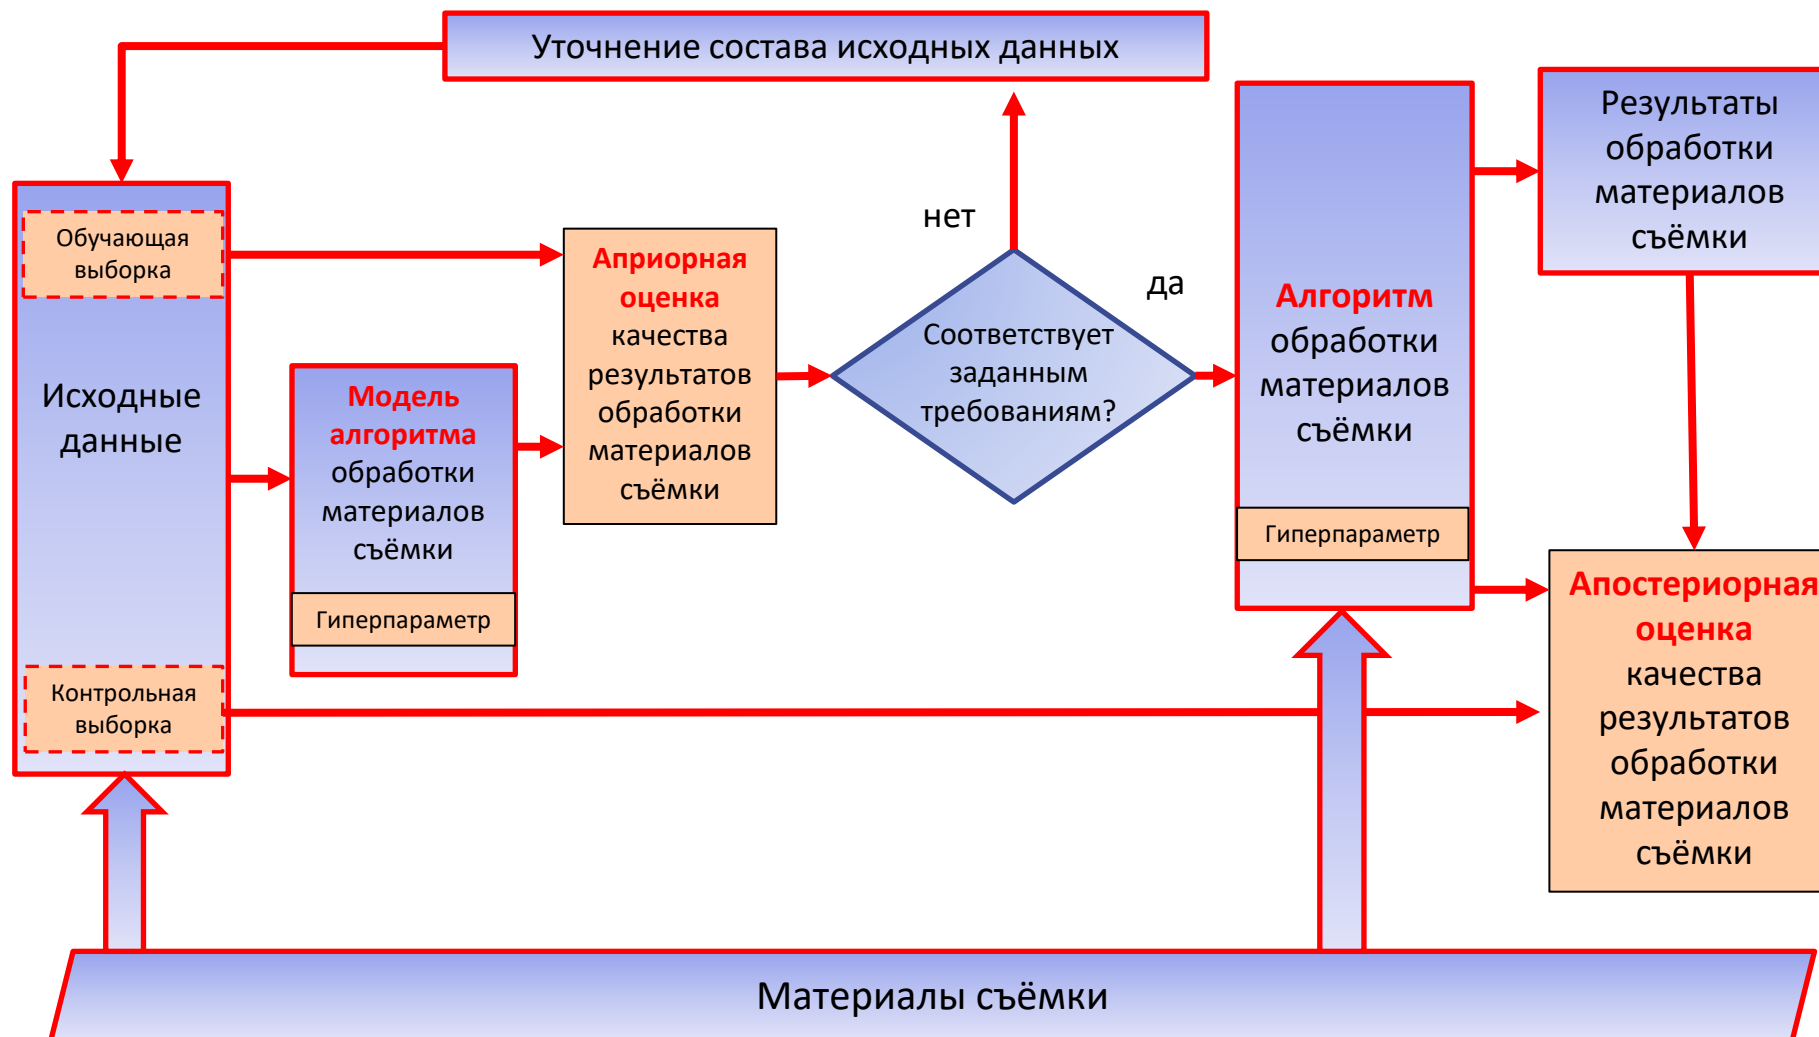 Уточнение состава исходных данных
Обучающая
выборка
Исходные
данные
Контрольная
выборка
Модель
алгоритма
обработки
материалов
съёмки
Гиперпараметр
Априорная
оценка
качества
результатов
обработки
материалов
съёмки
нет
да
Соответствует
заданным
требованиям?
Алгоритм
обработки
материалов
съёмки
Гиперпараметр
Результаты
обработки
материалов
съёмки
Апостериорная
оценка
качества
результатов
обработки
материалов
съёмки
Материалы съёмки